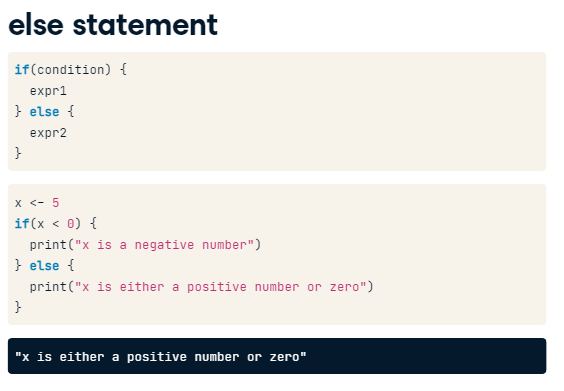 else statement
if(condition) {
  expr1
} else {
  expr2
}
x <- 5
if(x < 0) {
  print("x is a negative number")
} else {
  print("x is either a positive number or zero")
}
"x is either a positive number or zero"